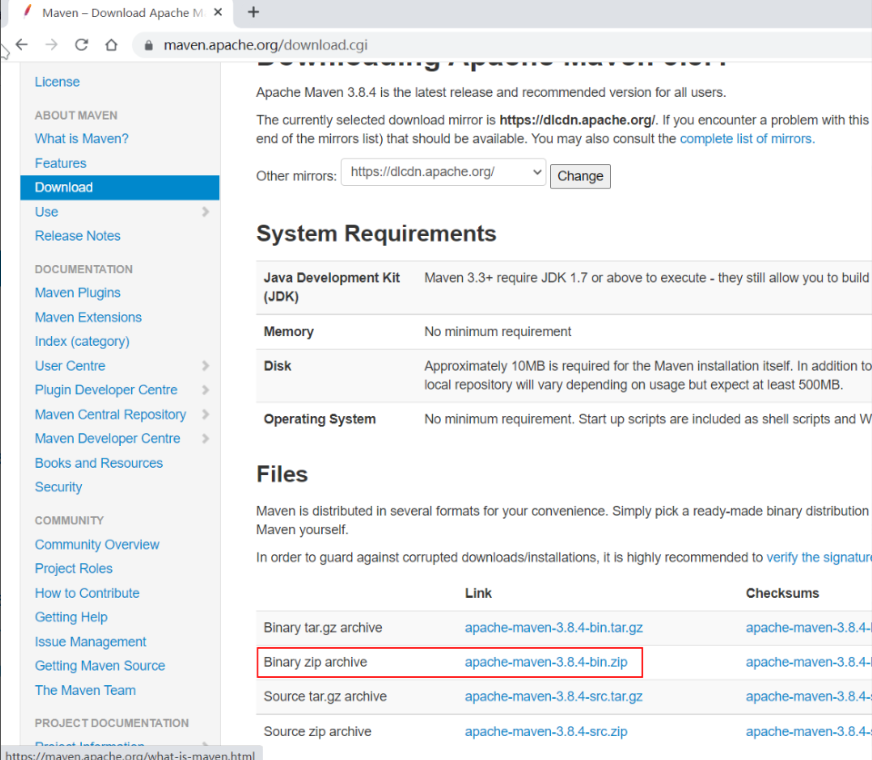 Maven – Download Apache M
maven.apache.org/download.cgi
License
ABOUT MAVEN
What is Maven?
Features
Download
Use
Release Notes
DOCUMENTATION
Maven Plugins
Maven Extensions
Index (category)
User Centre
Plugin Developer Centre
Maven Central Repository
Maven Developer Centre
Books and Resources
Security
COMMUNITY
Community Overview
Project Roles
How to Contribute
Getting Help
Issue Management
Getting Maven Source
The Maven Team
PROJECT DOCUMENTATION
Project Information
https://maven.apache.org/what-is-maven.html
Downloading Apache Maven 3.8.4
Apache Maven 3.8.4 is the latest release and recommended version for all users.
The currently selected download mirror is https://dlcdn.apache.org/. If you encounter a problem with this
end of the mirrors list) that should be available. You may also consult the complete list of mirrors.
Other mirrors: https://dlcdn.apache.org/ Change
System Requirements
Java Development Kit Maven 3.3+ require JDK 1.7 or above to execute - they still allow you to build
(JDK)
Memory No minimum requirement
Disk Approximately 10MB is required for the Maven installation itself. In addition to
local repository will vary depending on usage but expect at least 500MB.
Operating System No minimum requirement. Start up scripts are included as shell scripts and W
Files
Maven is distributed in several formats for your convenience. Simply pick a ready-made binary distribution
Maven yourself.
In order to guard against corrupted downloads/installations, it is highly recommended to verify the signature
Link Checksums
Binary tar.gz archive apache-maven-3.8.4-bin.tar.gz apache-maven-3.8.4-
Binary zip archive apache-maven-3.8.4-bin.zip apache-maven-3.8.4-
Source tar.gz archive apache-maven-3.8.4-src.tar.gz apache-maven-3.8.4-
Source zip archive apache-maven-3.8.4-src.zip apache-maven-3.8.4-